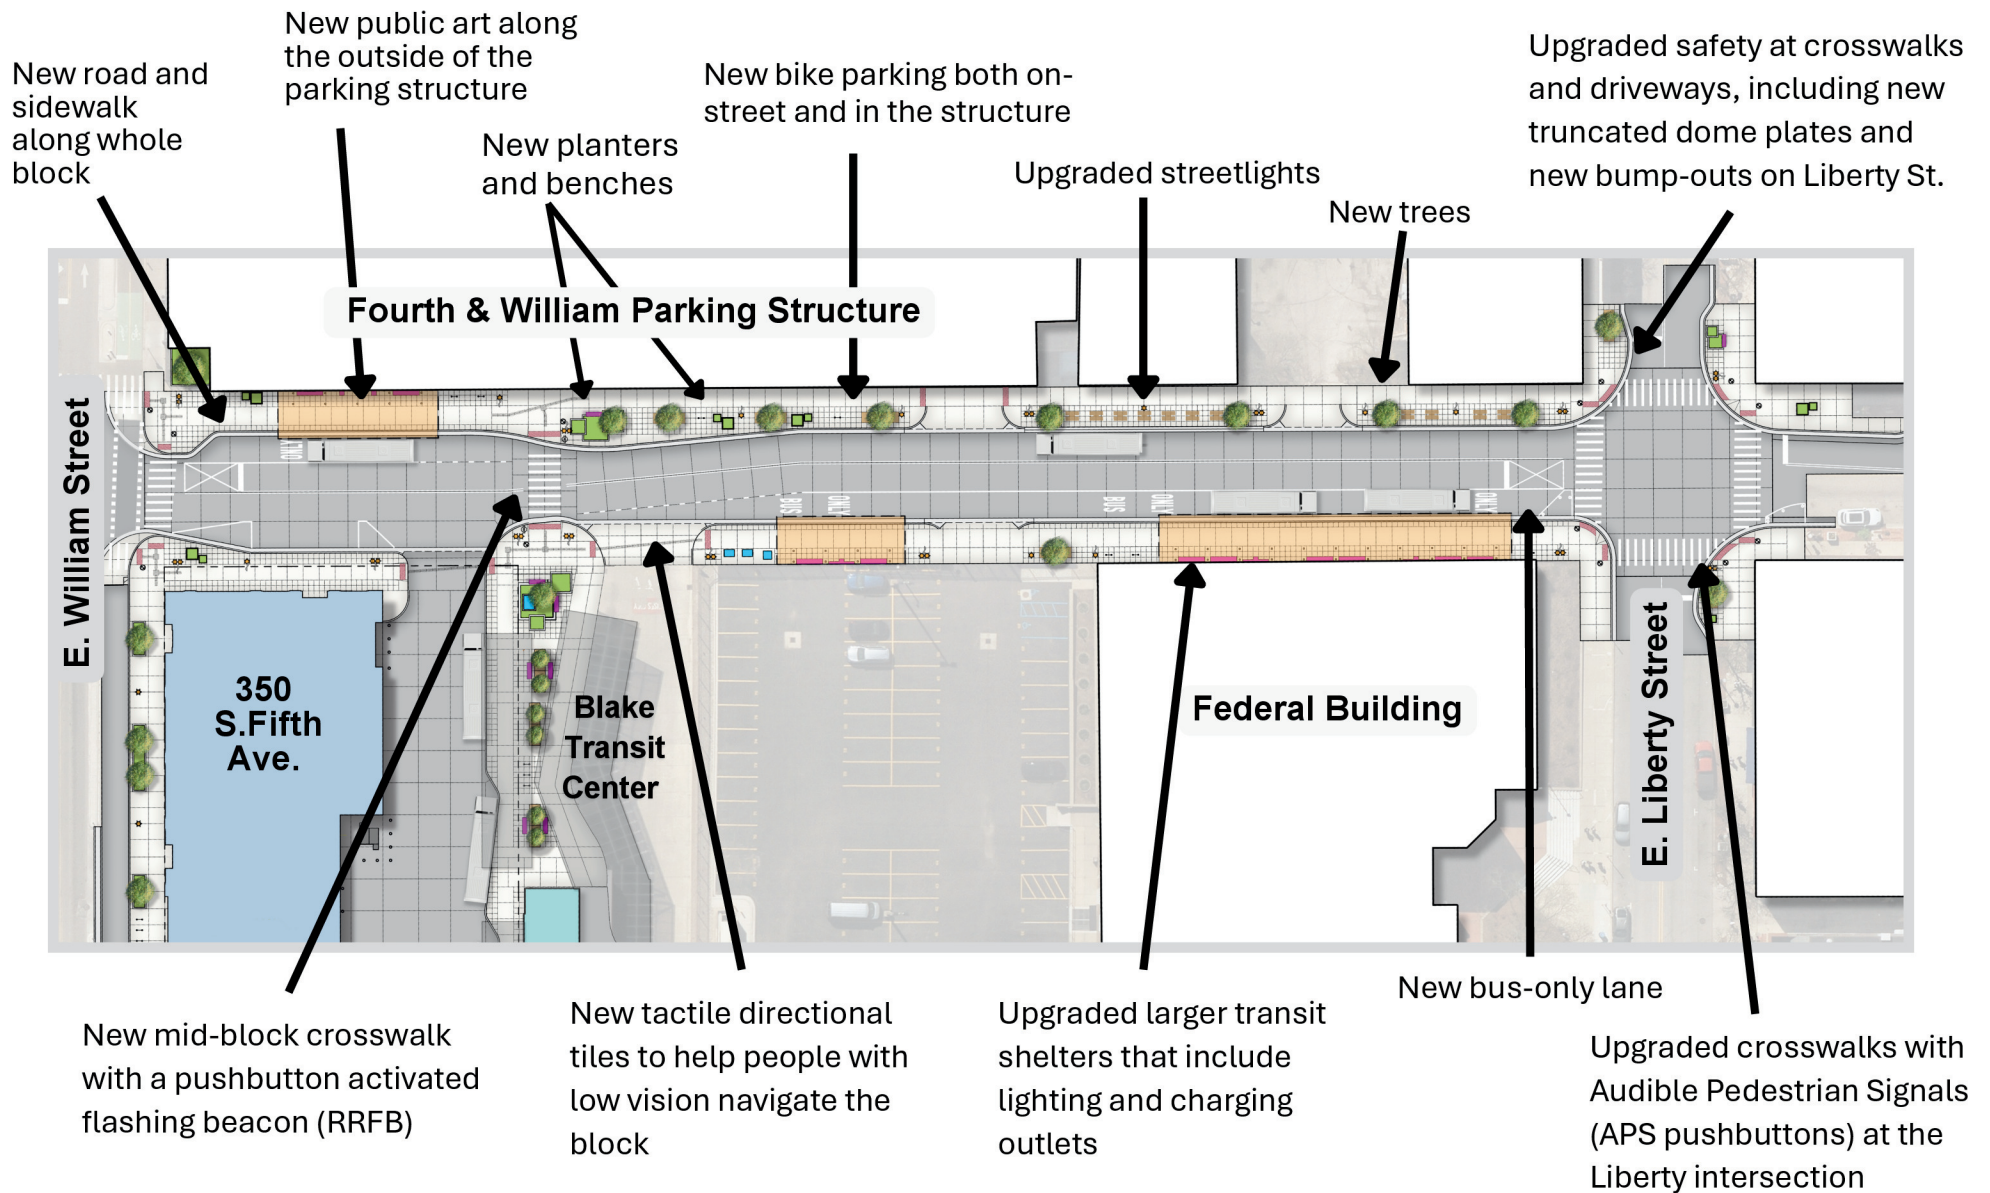 New public art along
the outside of the
parking structure
New road and
sidewalk
along whole
block
New planters
and benches
New bike parking both on-
street and in the structure
Upgraded streetlights
New trees
Upgraded safety at crosswalks
and driveways, including new
truncated dome plates and
new bump-outs on Liberty St.
Fourth & William Parking Structure
E. William Street
ONLY
BUS
ONLY
BUS
ONLY
ONLY
350
S.Fifth
Ave.
Blake
Transit
Center
Federal Building
E. Liberty Street
New mid-block crosswalk
with a pushbutton activated
flashing beacon (RRFB)
New tactile directional
tiles to help people with
low vision navigate the
block
Upgraded larger transit
shelters that include
lighting and charging
outlets
New bus-only lane
Upgraded crosswalks with
Audible Pedestrian Signals
(APS pushbuttons) at the
Liberty intersection